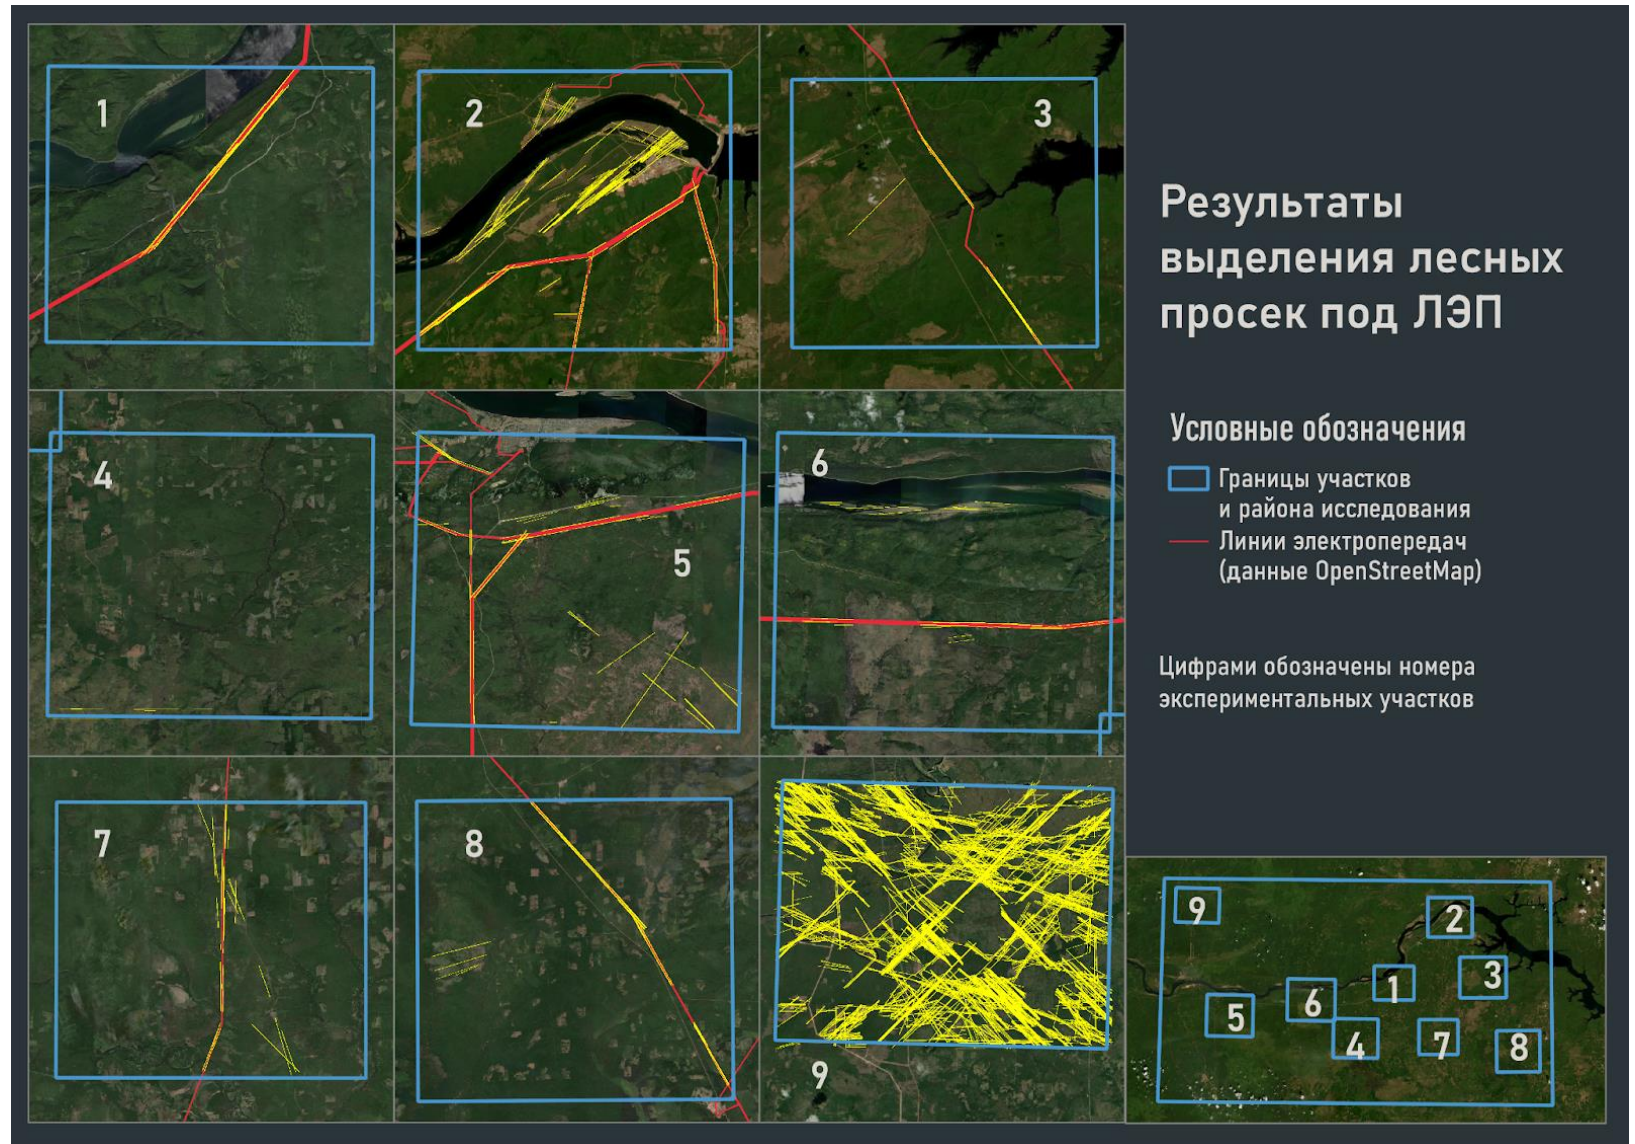 1
2
3
4
5
6
7
8
9
Результаты
выделения лесных
просек под ЛЭП
Условные обозначения
Границы участков
и района исследования
Линии электропередач
(данные OpenStreetMap)
Цифрами обозначены номера
экспериментальных участков
9
2
3
1
6
5
4
7
8